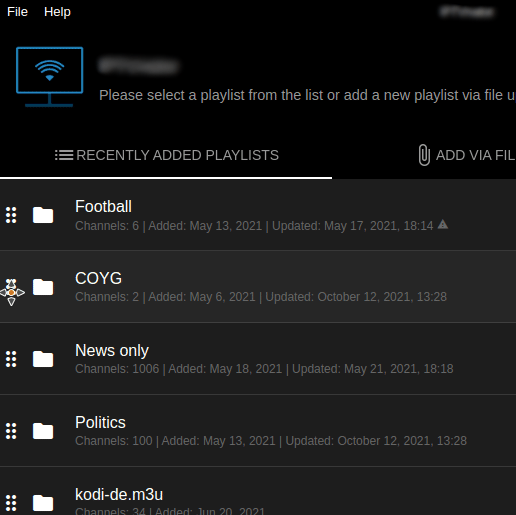 File Help
Please select a playlist from the list or add a new playlist via file u
RECENTLY ADDED PLAYLISTS ADD VIA FIL
Football
Channels: 6 | Added: May 13, 2021 | Updated: May 17, 2021, 18:14
COYG
Channels: 2 | Added: May 6, 2021 | Updated: October 12, 2021, 13:28
News only
Channels: 1006 | Added: May 18, 2021 | Updated: May 21, 2021, 18:18
Politics
Channels: 100 | Added: May 13, 2021 | Updated: October 12, 2021, 13:28
kodi-de.m3u
Channels: 34 | Added: Jun 20, 2021